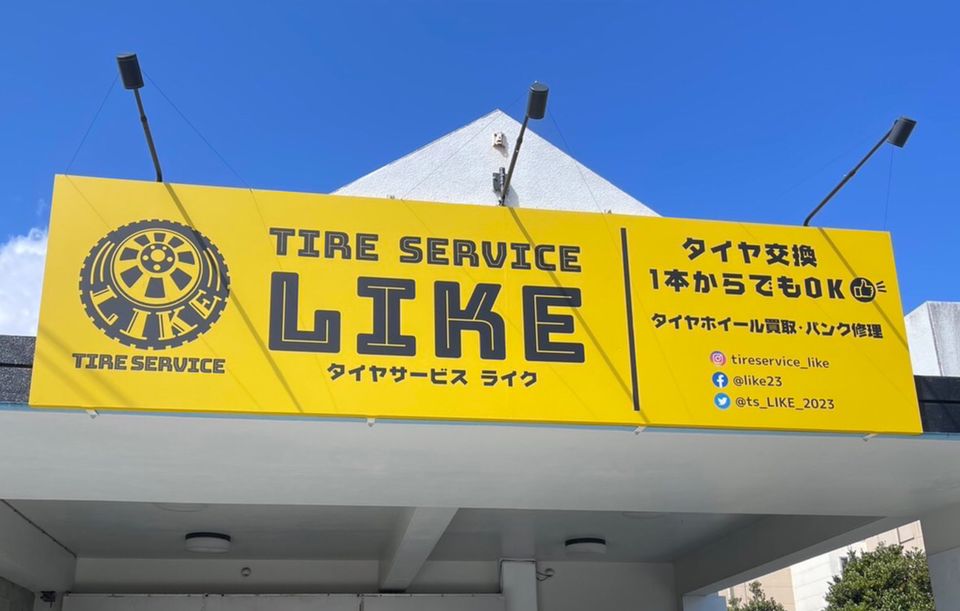 LIKE
TIRE SERVICE
TIRE SERVICE
LIKE
タイヤサービス ライク
タイヤ交換
1本からでもOK
タイヤホイール買取・パンク修理
tireservice_like
@like23
@ts_LIKE_2023